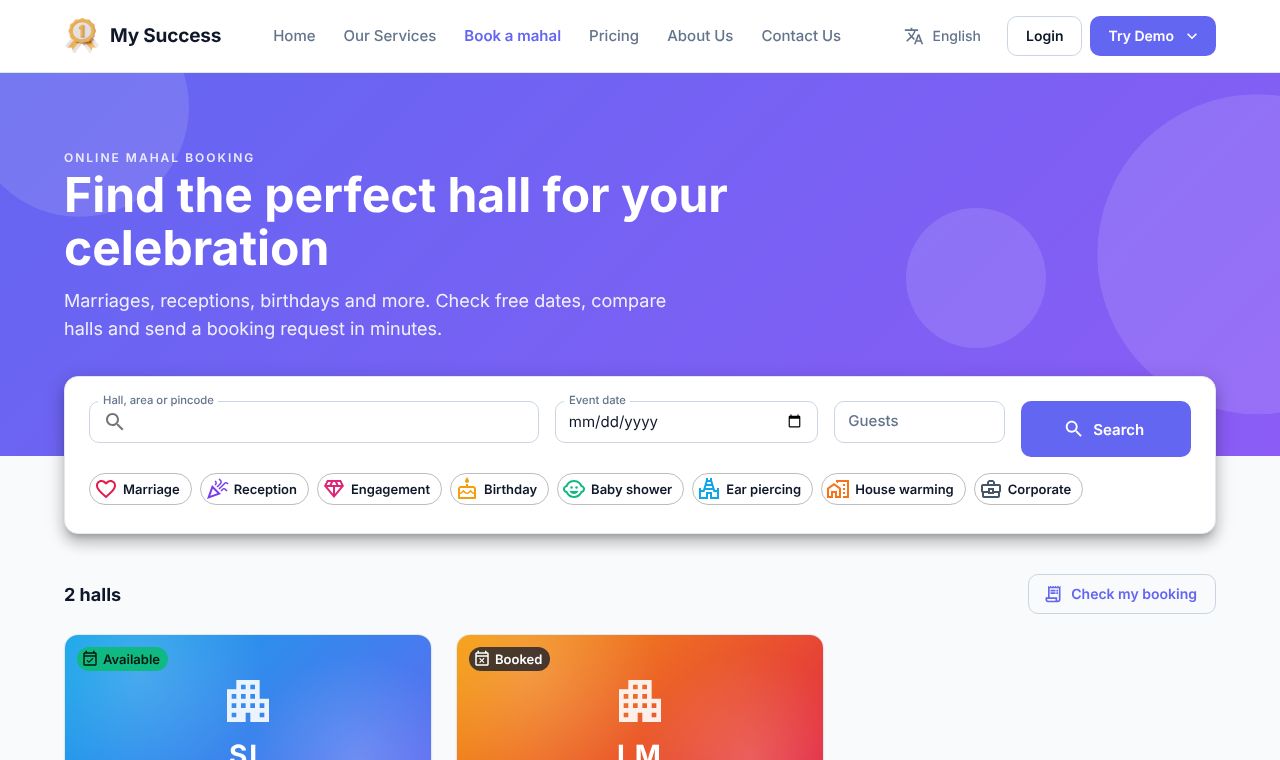 My Success
Home
Our Services
Book a mahal
Pricing
About Us
Contact Us
English
Login
Try Demo
ONLINE MAHAL BOOKING
Find the perfect hall for your
celebration
Marriages, receptions, birthdays and more. Check free dates, compare
halls and send a booking request in minutes.
Hall, area or pincode
Event date
mm/dd/yyyy
Guests
Search
Marriage
Reception
Engagement
Birthday
Baby shower
Ear piercing
House warming
Corporate
2 halls
Check my booking
Available
SL
Booked
LM